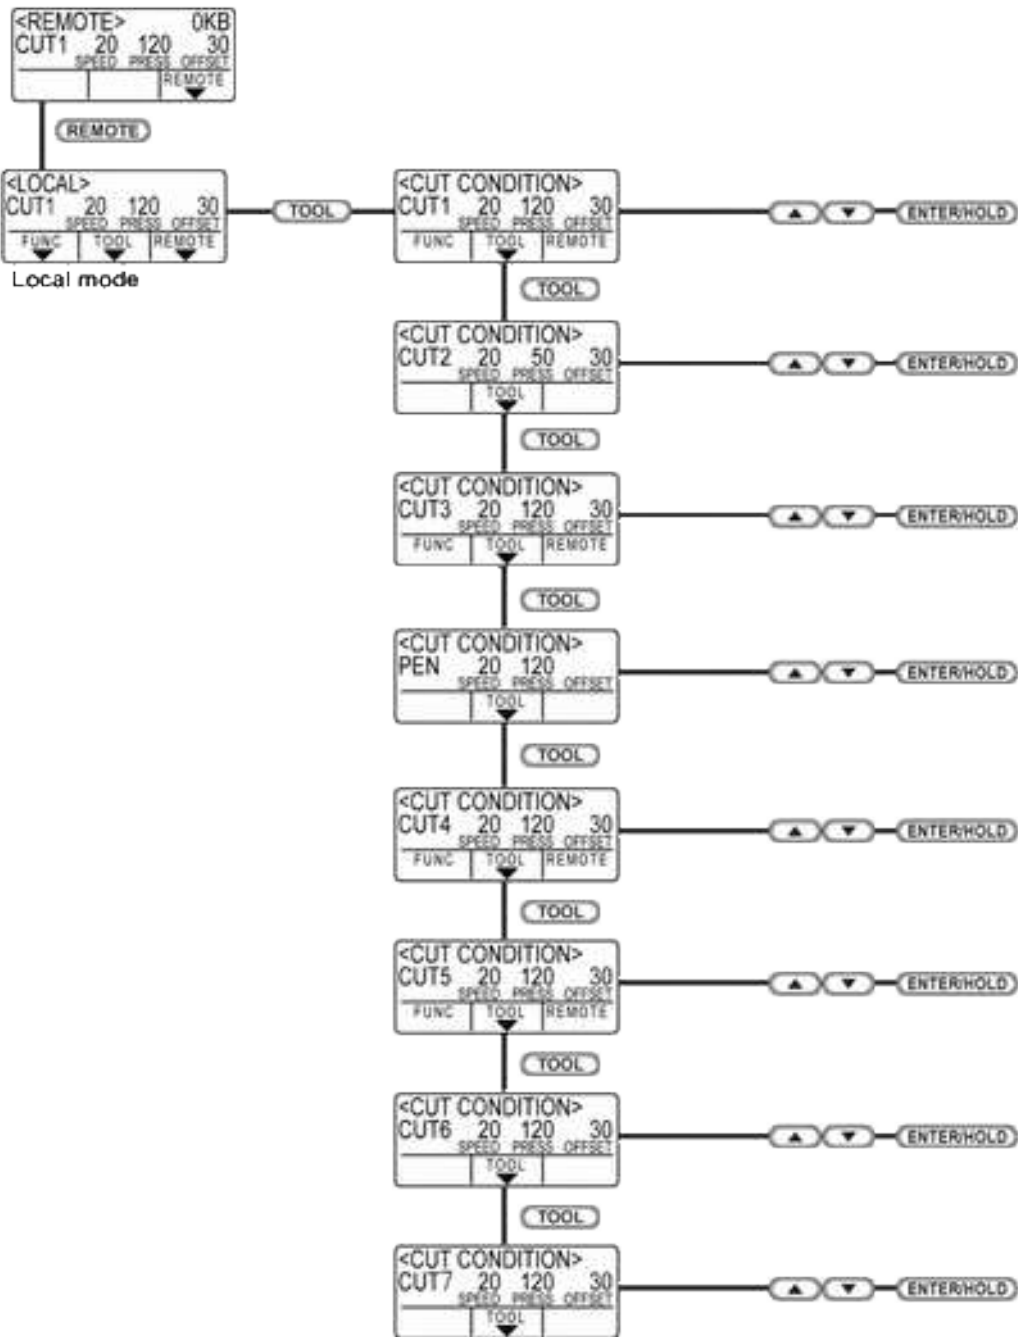 <REMOTE> 0KB
CUT1 20 120 30
SPEED PRESS OFFSET
REMOTE
REMOTE
<LOCAL>
CUT1 20 120 30
SPEED PRESS OFFSET
FUNC TOOL REMOTE
Local mode
TOOL
<CUT CONDITION>
CUT1 20 120 30
SPEED PRESS OFFSET
FUNC TOOL REMOTE
ENTER/HOLD
TOOL
<CUT CONDITION>
CUT2 20 50 30
SPEED PRESS OFFSET
TOOL
ENTER/HOLD
TOOL
<CUT CONDITION>
CUT3 20 120 30
SPEED PRESS OFFSET
FUNC TOOL REMOTE
ENTER/HOLD
TOOL
<CUT CONDITION>
PEN 20 120
SPEED PRESS OFFSET
TOOL
ENTER/HOLD
TOOL
<CUT CONDITION>
CUT4 20 120 30
SPEED PRESS OFFSET
FUNC TOOL REMOTE
ENTER/HOLD
TOOL
<CUT CONDITION>
CUT5 20 120 30
SPEED PRESS OFFSET
FUNC TOOL REMOTE
ENTER/HOLD
TOOL
<CUT CONDITION>
CUT6 20 120 30
SPEED PRESS OFFSET
TOOL
ENTER/HOLD
TOOL
<CUT CONDITION>
CUT7 20 120 30
SPEED PRESS OFFSET
TOOL
ENTER/HOLD